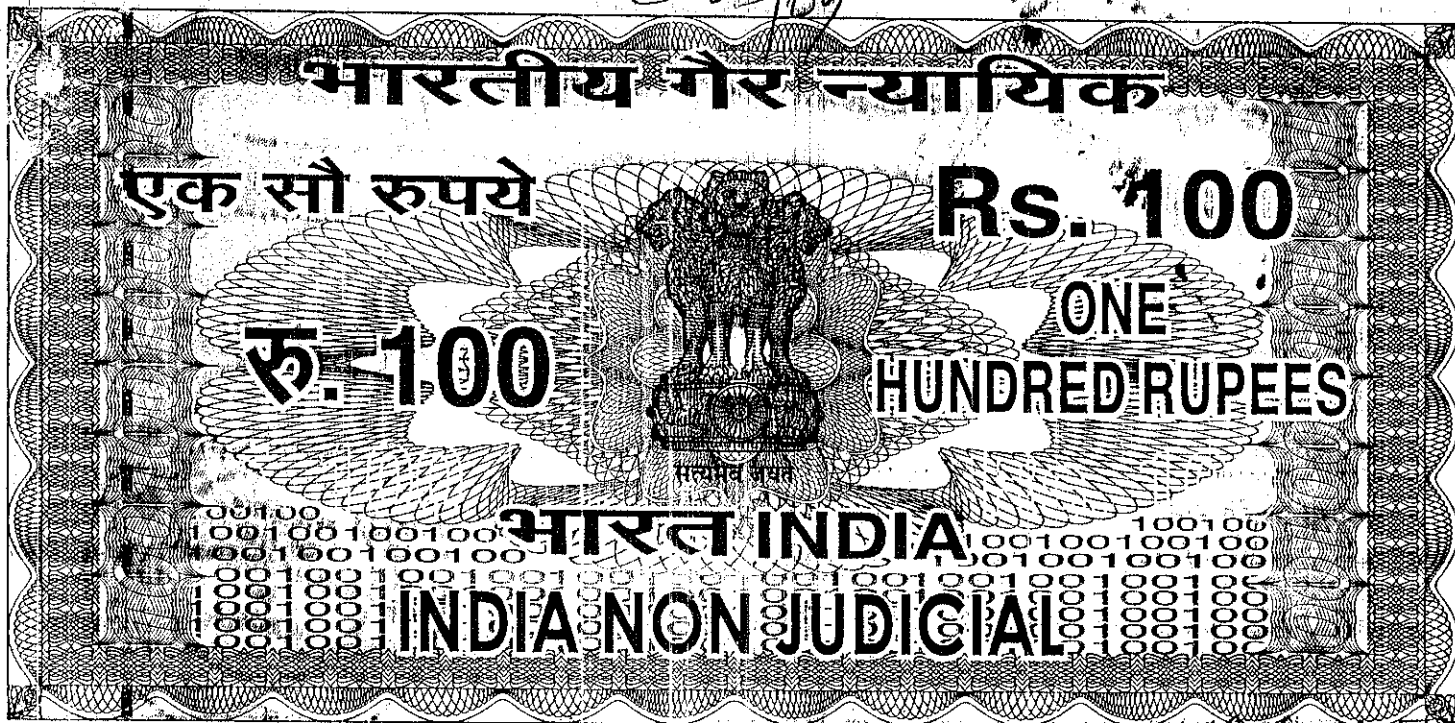 भारतीय गैर न्यायिक
एक सौ रुपये
Rs. 100
रु. 100
ONE
HUNDRED RUPEES
सत्यमेव जयते
भारत INDIA
INDIA NON JUDICIAL